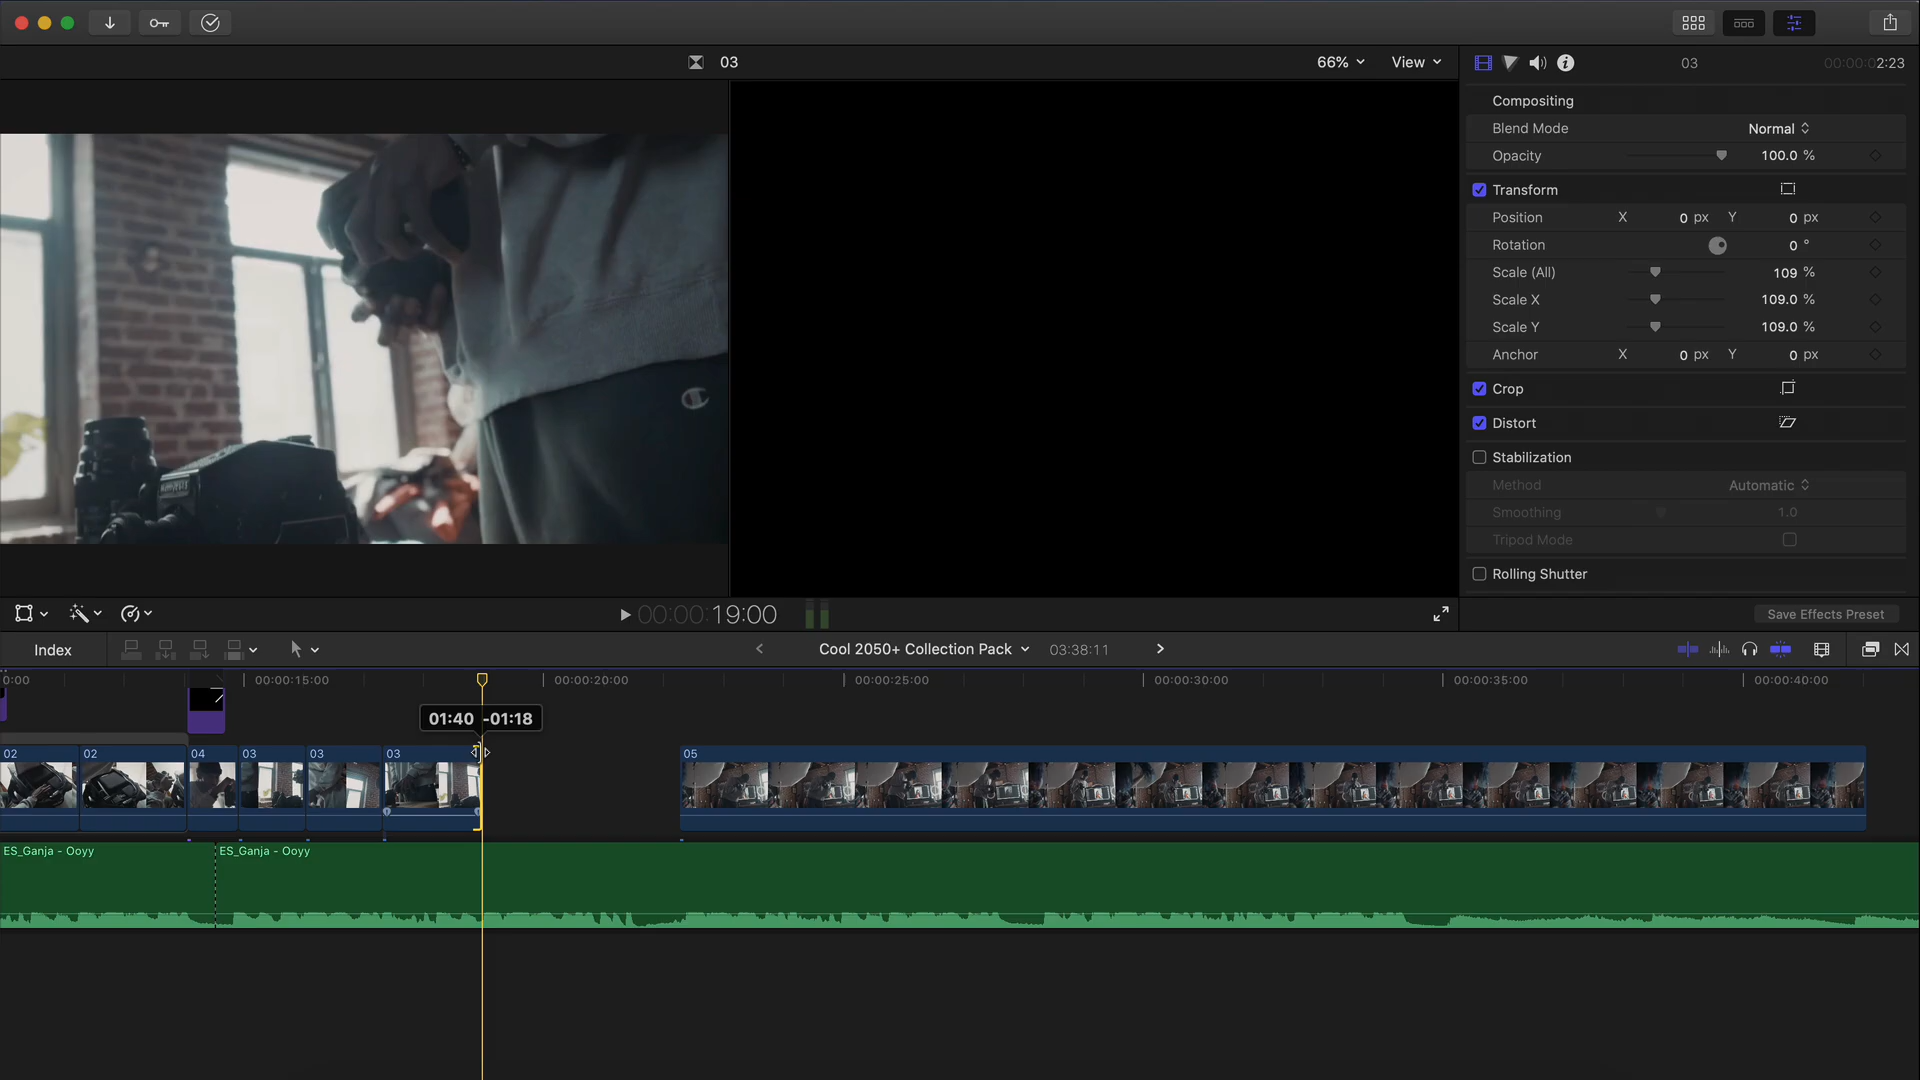 03
66%
View
03
00:00:02:23
Compositing
Blend Mode
Normal
Opacity
100.0 %
Transform
Position X 0 px Y 0 px
Rotation 0 °
Scale (All) 109 %
Scale X 109.0 %
Scale Y 109.0 %
Anchor X 0 px Y 0 px
Crop
Distort
Stabilization
Method Automatic
Smoothing 1.0
Tripod Mode
Rolling Shutter
00:00:19:00
Save Effects Preset
Index
Cool 2050+ Collection Pack
03:38:11
0:00
00:00:15:00
00:00:20:00
00:00:25:00
00:00:30:00
00:00:35:00
00:00:40:00
01:40 -01:18
02
02
04
03
03
03
05
ES_Ganja - Ooyy
ES_Ganja - Ooyy